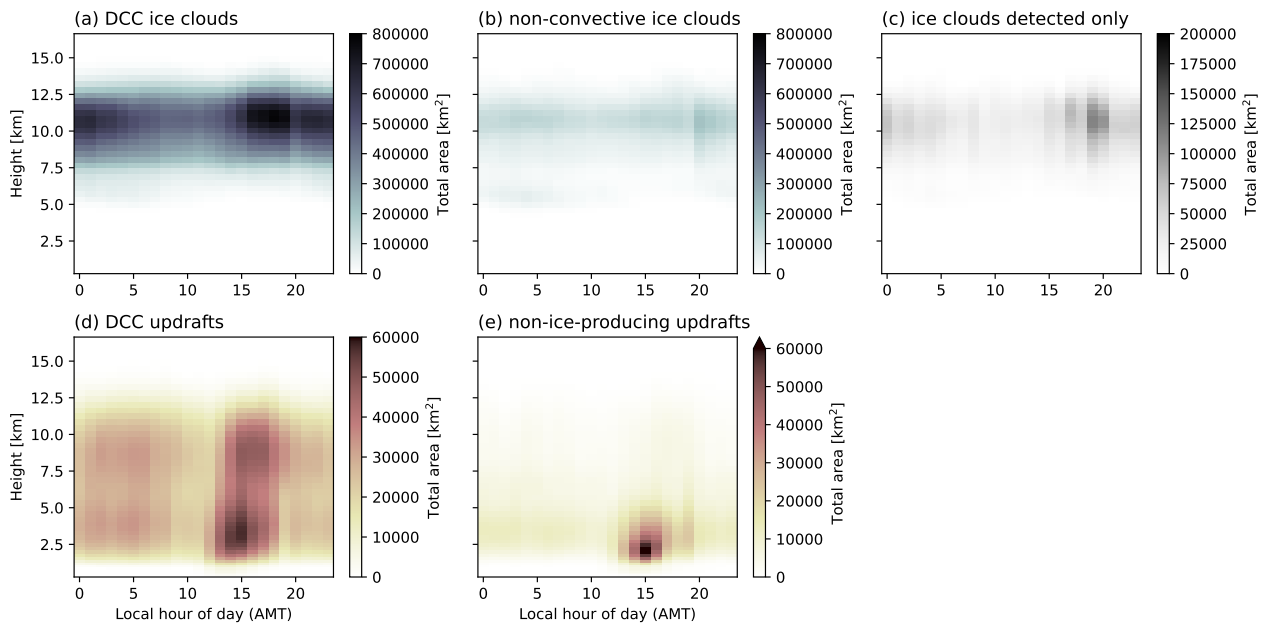 (a) DCC ice clouds
(b) non-convective ice clouds
(c) ice clouds detected only
15.0
12.5
10.0
7.5
5.0
2.5
Height [km]
0 5 10 15 20
800000
700000
600000
500000
400000
300000
200000
100000
0
Total area [km²]
0 5 10 15 20
800000
700000
600000
500000
400000
300000
200000
100000
0
Total area [km²]
0 5 10 15 20
200000
175000
150000
125000
100000
75000
50000
25000
0
Total area [km²]
(d) DCC updrafts
(e) non-ice-producing updrafts
15.0
12.5
10.0
7.5
5.0
2.5
Height [km]
0 5 10 15 20
Local hour of day (AMT)
60000
50000
40000
30000
20000
10000
0
Total area [km²]
0 5 10 15 20
Local hour of day (AMT)
60000
50000
40000
30000
20000
10000
0
Total area [km²]